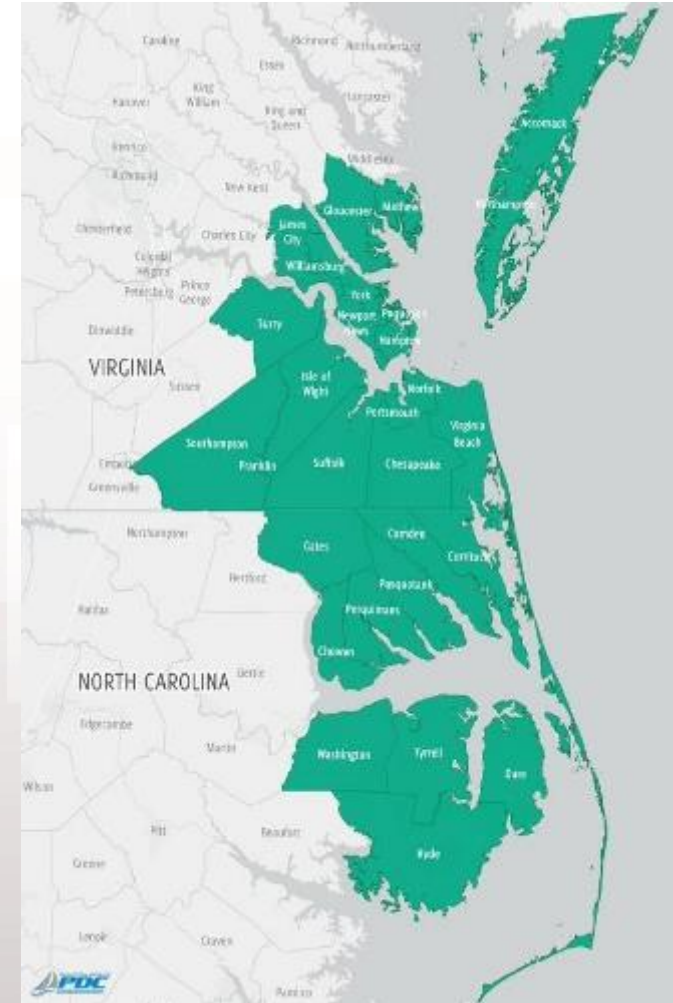 Caroline
Richmond
Northumberland
Essex
King
William
Hanover
King and
Queen
Lancaster
Accomack
Henrico
Richmond
Middlesex
New Kent
Gloucester
Northampton
James
City
Chesterfield
Charles City
Colonial
Heights
Williamsburg
Prince
George
Petersburg
York
Newport
News
Hampton
Surry
Dinwiddie
VIRGINIA
Isle of
Wight
Sussex
Norfolk
Portsmouth
Virginia
Beach
Southampton
Franklin
Suffolk
Chesapeake
Greensville
Northampton
Gates
Camden
Currituck
Hertford
Pasquotank
Perquimans
Halifax
Chowan
NORTH CAROLINA
Bertie
Edgecombe
Martin
Washington
Tyrrell
Dare
Wilson
Pitt
Beaufort
Hyde
Greene
Lenoir
Craven
Pamlico
PDC